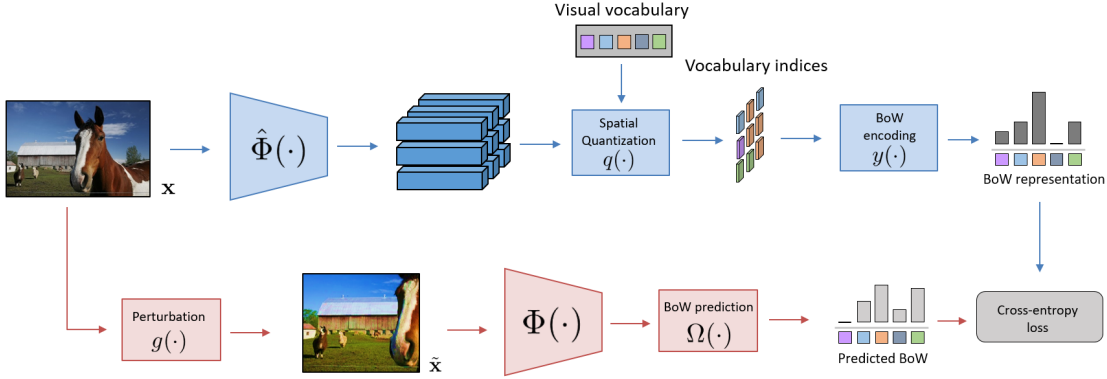 Visual vocabulary
Vocabulary indices
x
Φ̂(·)
Spatial
Quantization
q(·)
BoW
encoding
y(·)
BoW representation
Perturbation
g(·)
x̃
Φ(·)
BoW prediction
Ω(·)
Predicted BoW
Cross-entropy
loss